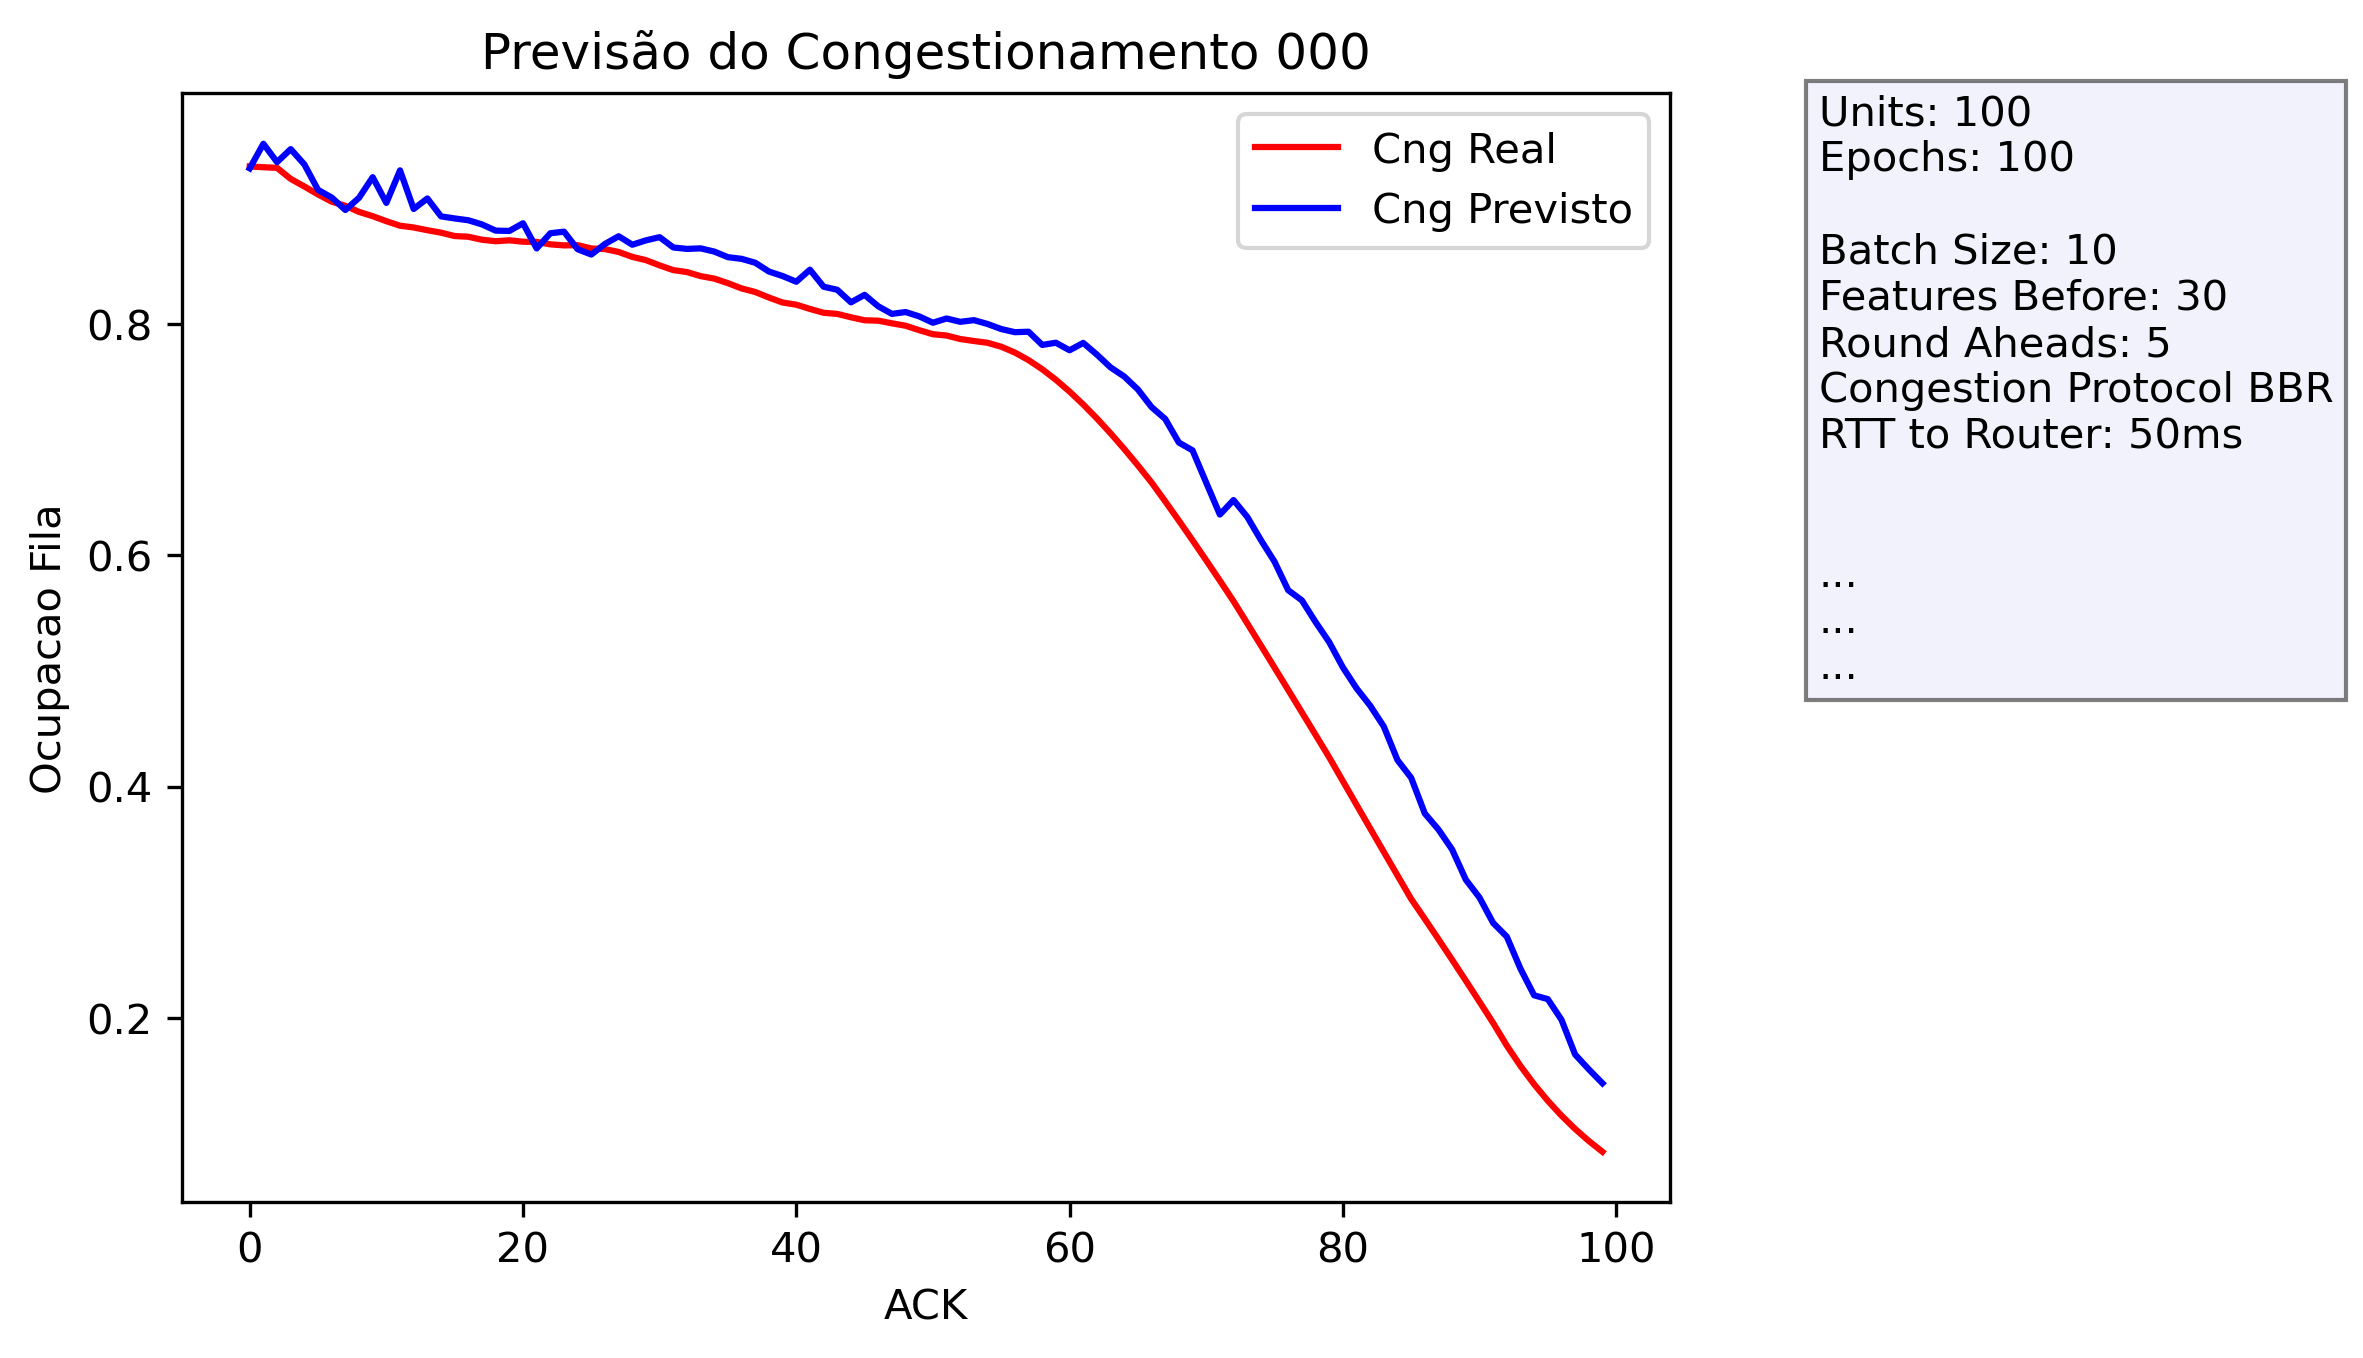 Previsão do Congestionamento 000
Cng Real
Cng Previsto
Ocupacao Fila
0.8
0.6
0.4
0.2
0
20
40
60
80
100
ACK
Units: 100
Epochs: 100
Batch Size: 10
Features Before: 30
Round Aheads: 5
Congestion Protocol BBR
RTT to Router: 50ms
...
...
...